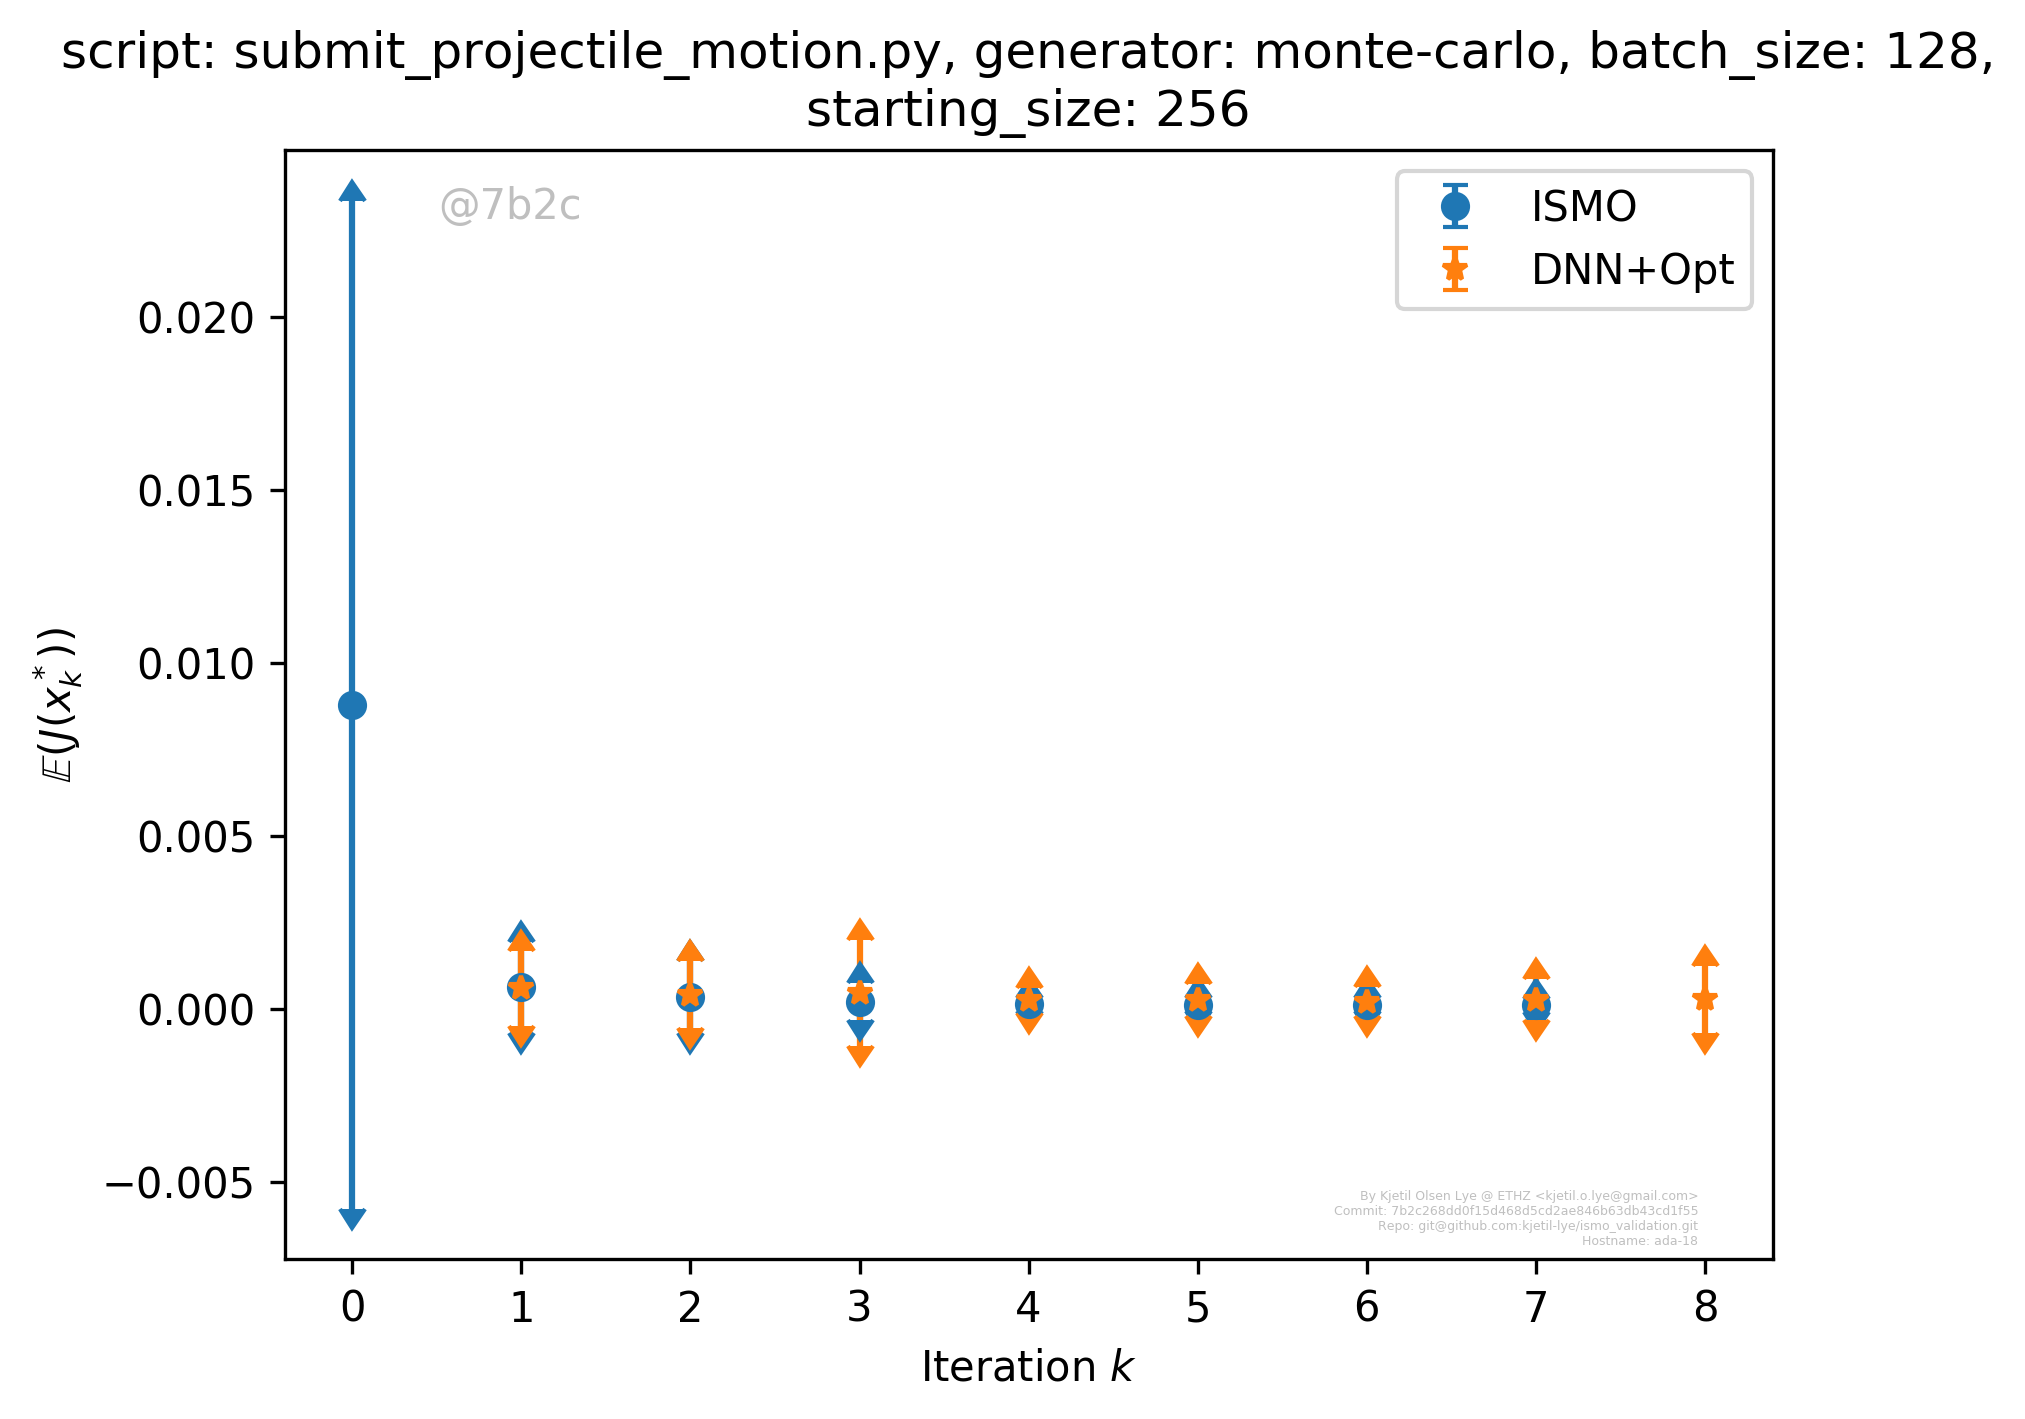 script: submit_projectile_motion.py, generator: monte-carlo, batch_size: 128,
starting_size: 256
@7b2c
ISMO
DNN+Opt
0.020
0.015
0.010
0.005
0.000
−0.005
𝔼(J(x*k))
By Kjetil Olsen Lye @ ETHZ <kjetil.o.lye@gmail.com>
Commit: 7b2c268dd0f15d468d5cd2ae846b63db43cd1f55
Repo: git@github.com:kjetil-lye/ismo_validation.git
Hostname: ada-18
0 1 2 3 4 5 6 7 8
Iteration k